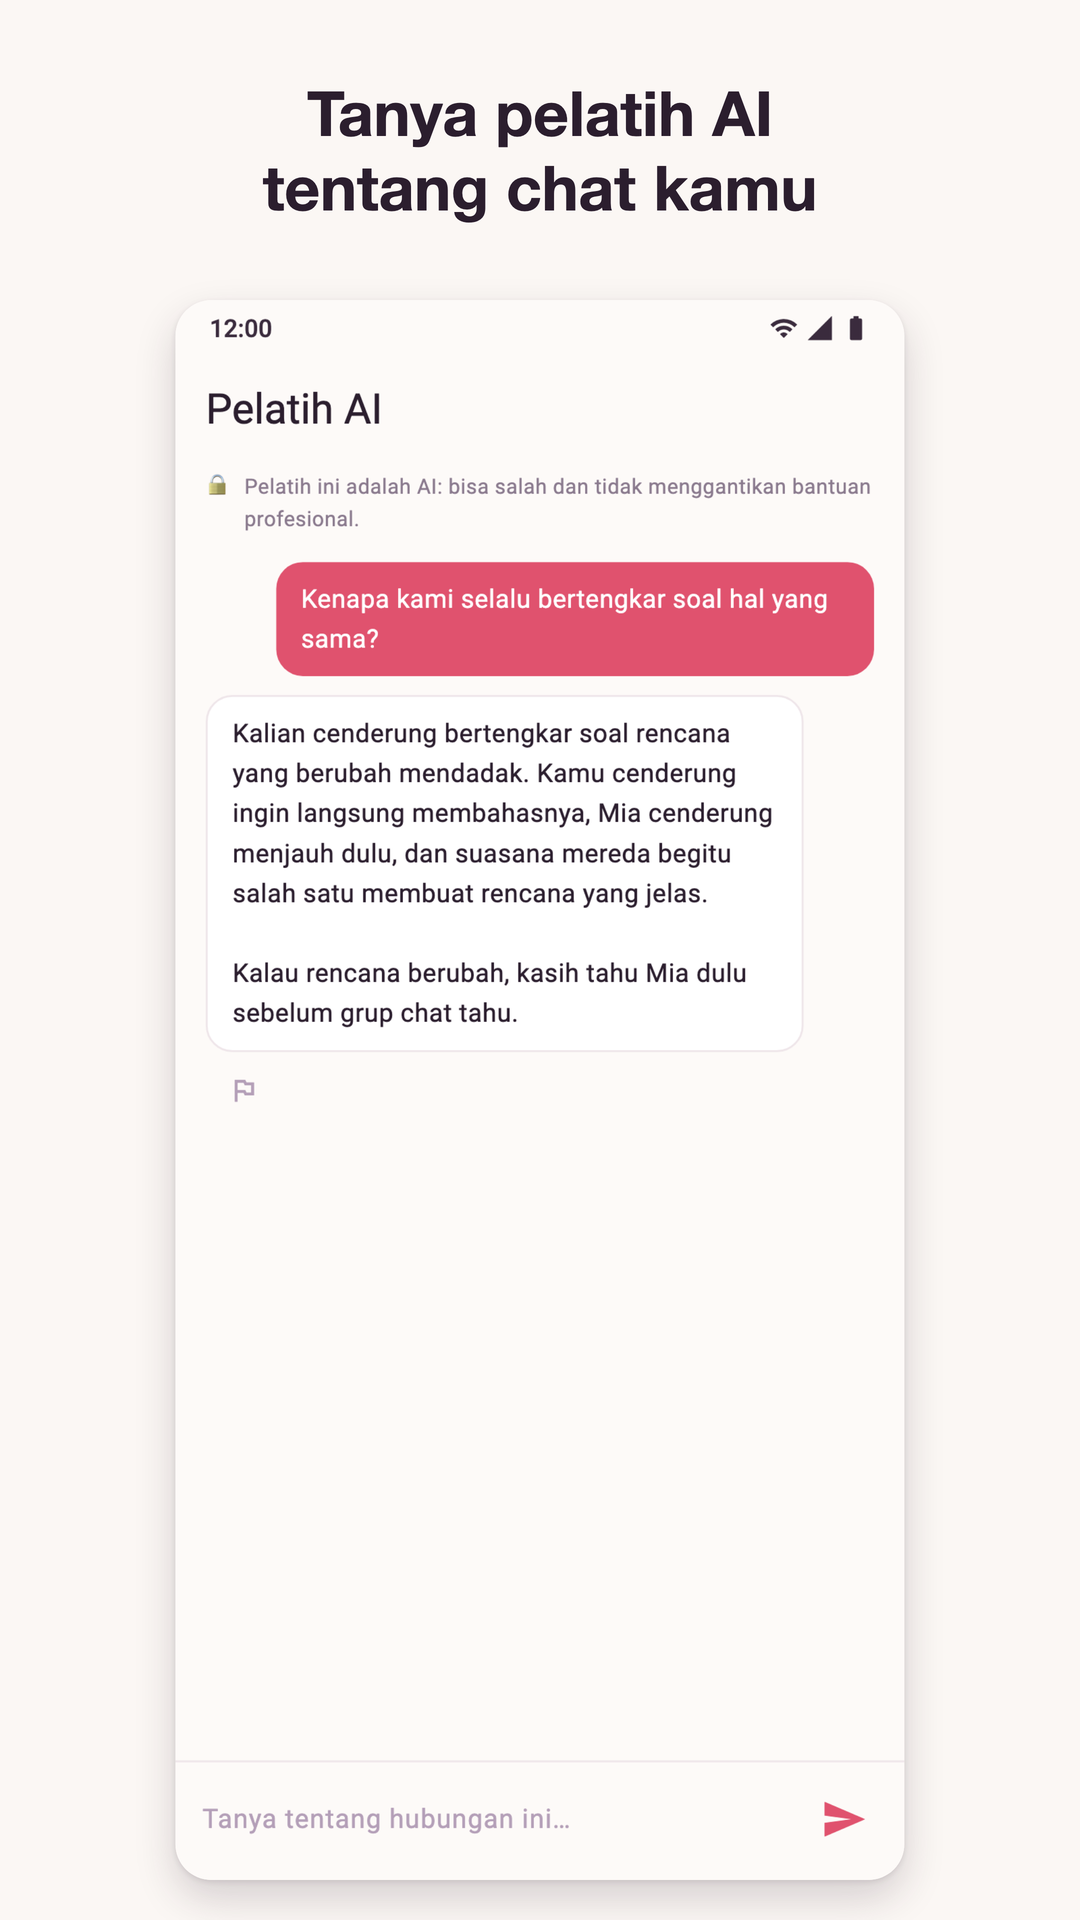 Tanya pelatih AI
tentang chat kamu
12:00
Pelatih AI
Pelatih ini adalah AI: bisa salah dan tidak menggantikan bantuan
profesional.
Kenapa kami selalu bertengkar soal hal yang
sama?
Kalian cenderung bertengkar soal rencana
yang berubah mendadak. Kamu cenderung
ingin langsung membahasnya, Mia cenderung
menjauh dulu, dan suasana mereda begitu
salah satu membuat rencana yang jelas.
Kalau rencana berubah, kasih tahu Mia dulu
sebelum grup chat tahu.
Tanya tentang hubungan ini...